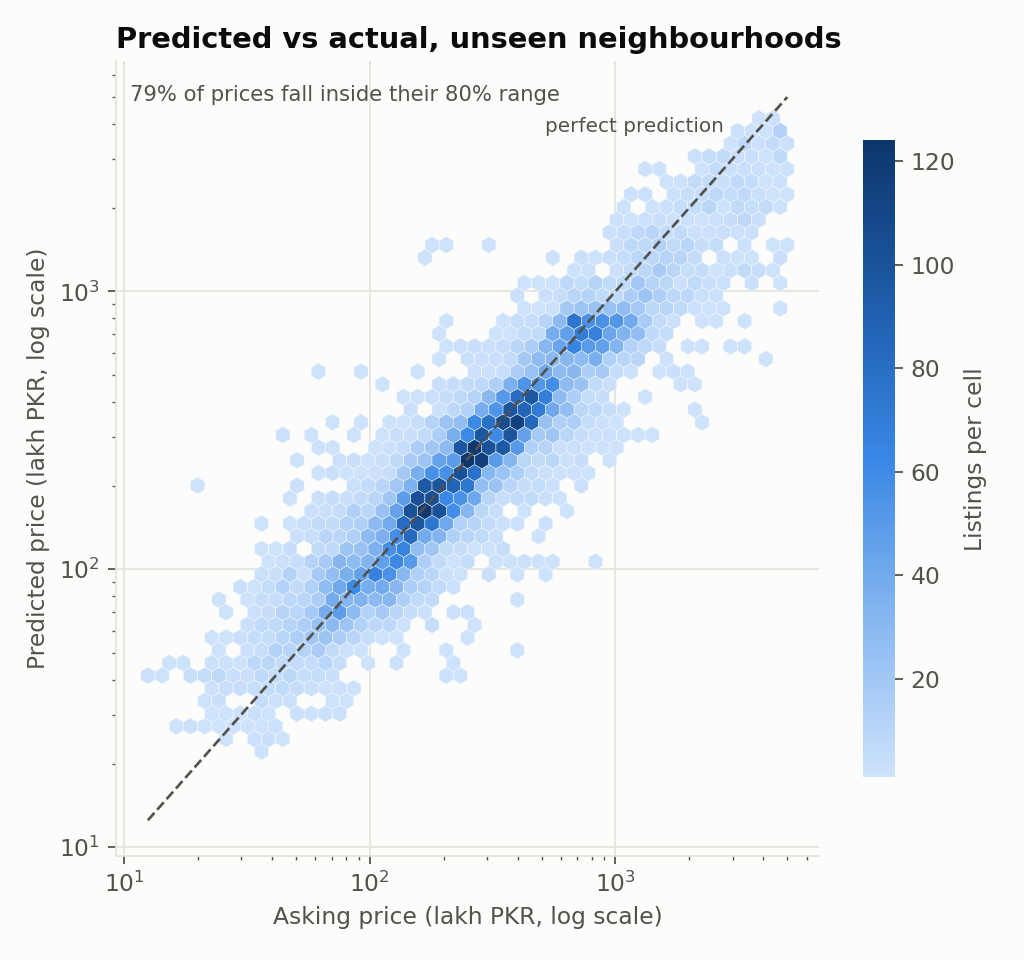 Predicted vs actual, unseen neighbourhoods
79% of prices fall inside their 80% range
perfect prediction
Predicted price (lakh PKR, log scale)
10³
10²
10¹
10¹ 10² 10³
Asking price (lakh PKR, log scale)
120
100
80
60
40
20
Listings per cell